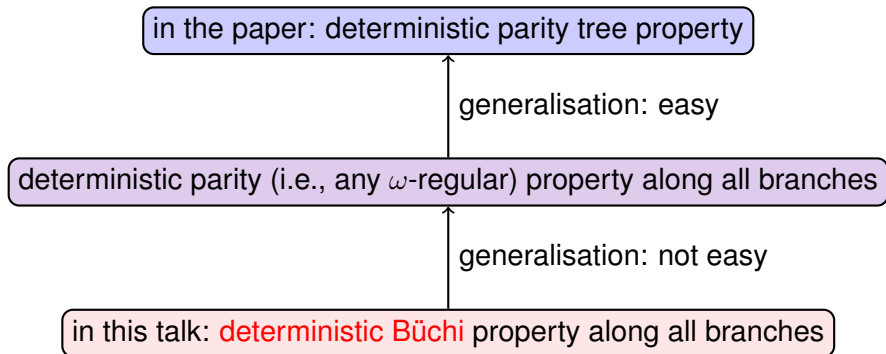 in the paper: deterministic parity tree property
generalisation: easy
deterministic parity (i.e., any ω-regular) property along all branches
generalisation: not easy
in this talk: deterministic Büchi property along all branches